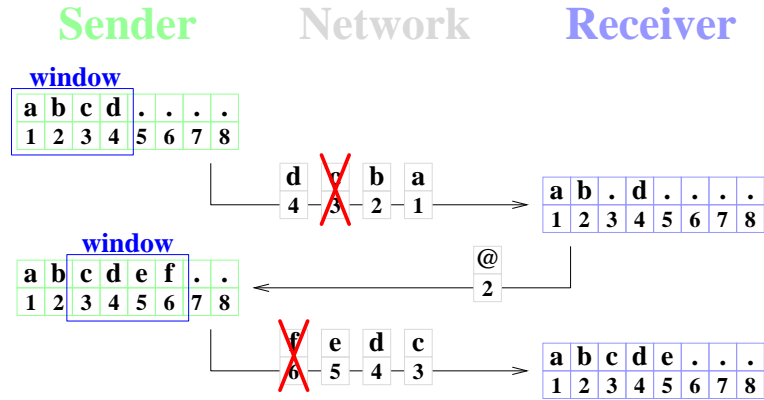 Sender Network Receiver
window
a b c d . . . .
1 2 3 4 5 6 7 8
d c b a
4 3 2 1
a b . d . . . .
1 2 3 4 5 6 7 8
window
@
2
a b c d e f . .
1 2 3 4 5 6 7 8
f e d c
6 5 4 3
a b c d e . . .
1 2 3 4 5 6 7 8